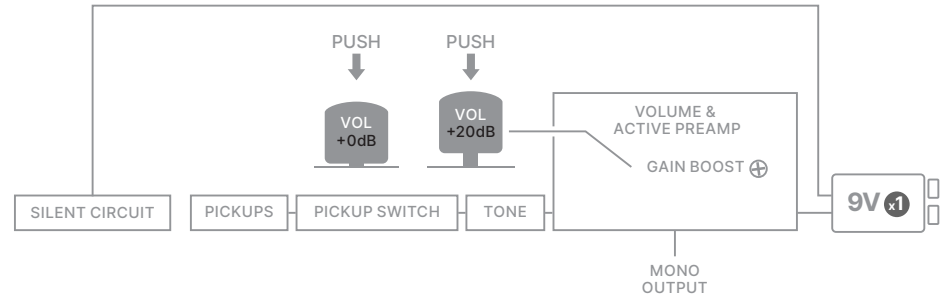 PUSH
PUSH
VOL
+0dB
VOL
+20dB
VOLUME &
ACTIVE PREAMP
GAIN BOOST
9V x1
SILENT CIRCUIT
PICKUPS
PICKUP SWITCH
TONE
MONO
OUTPUT